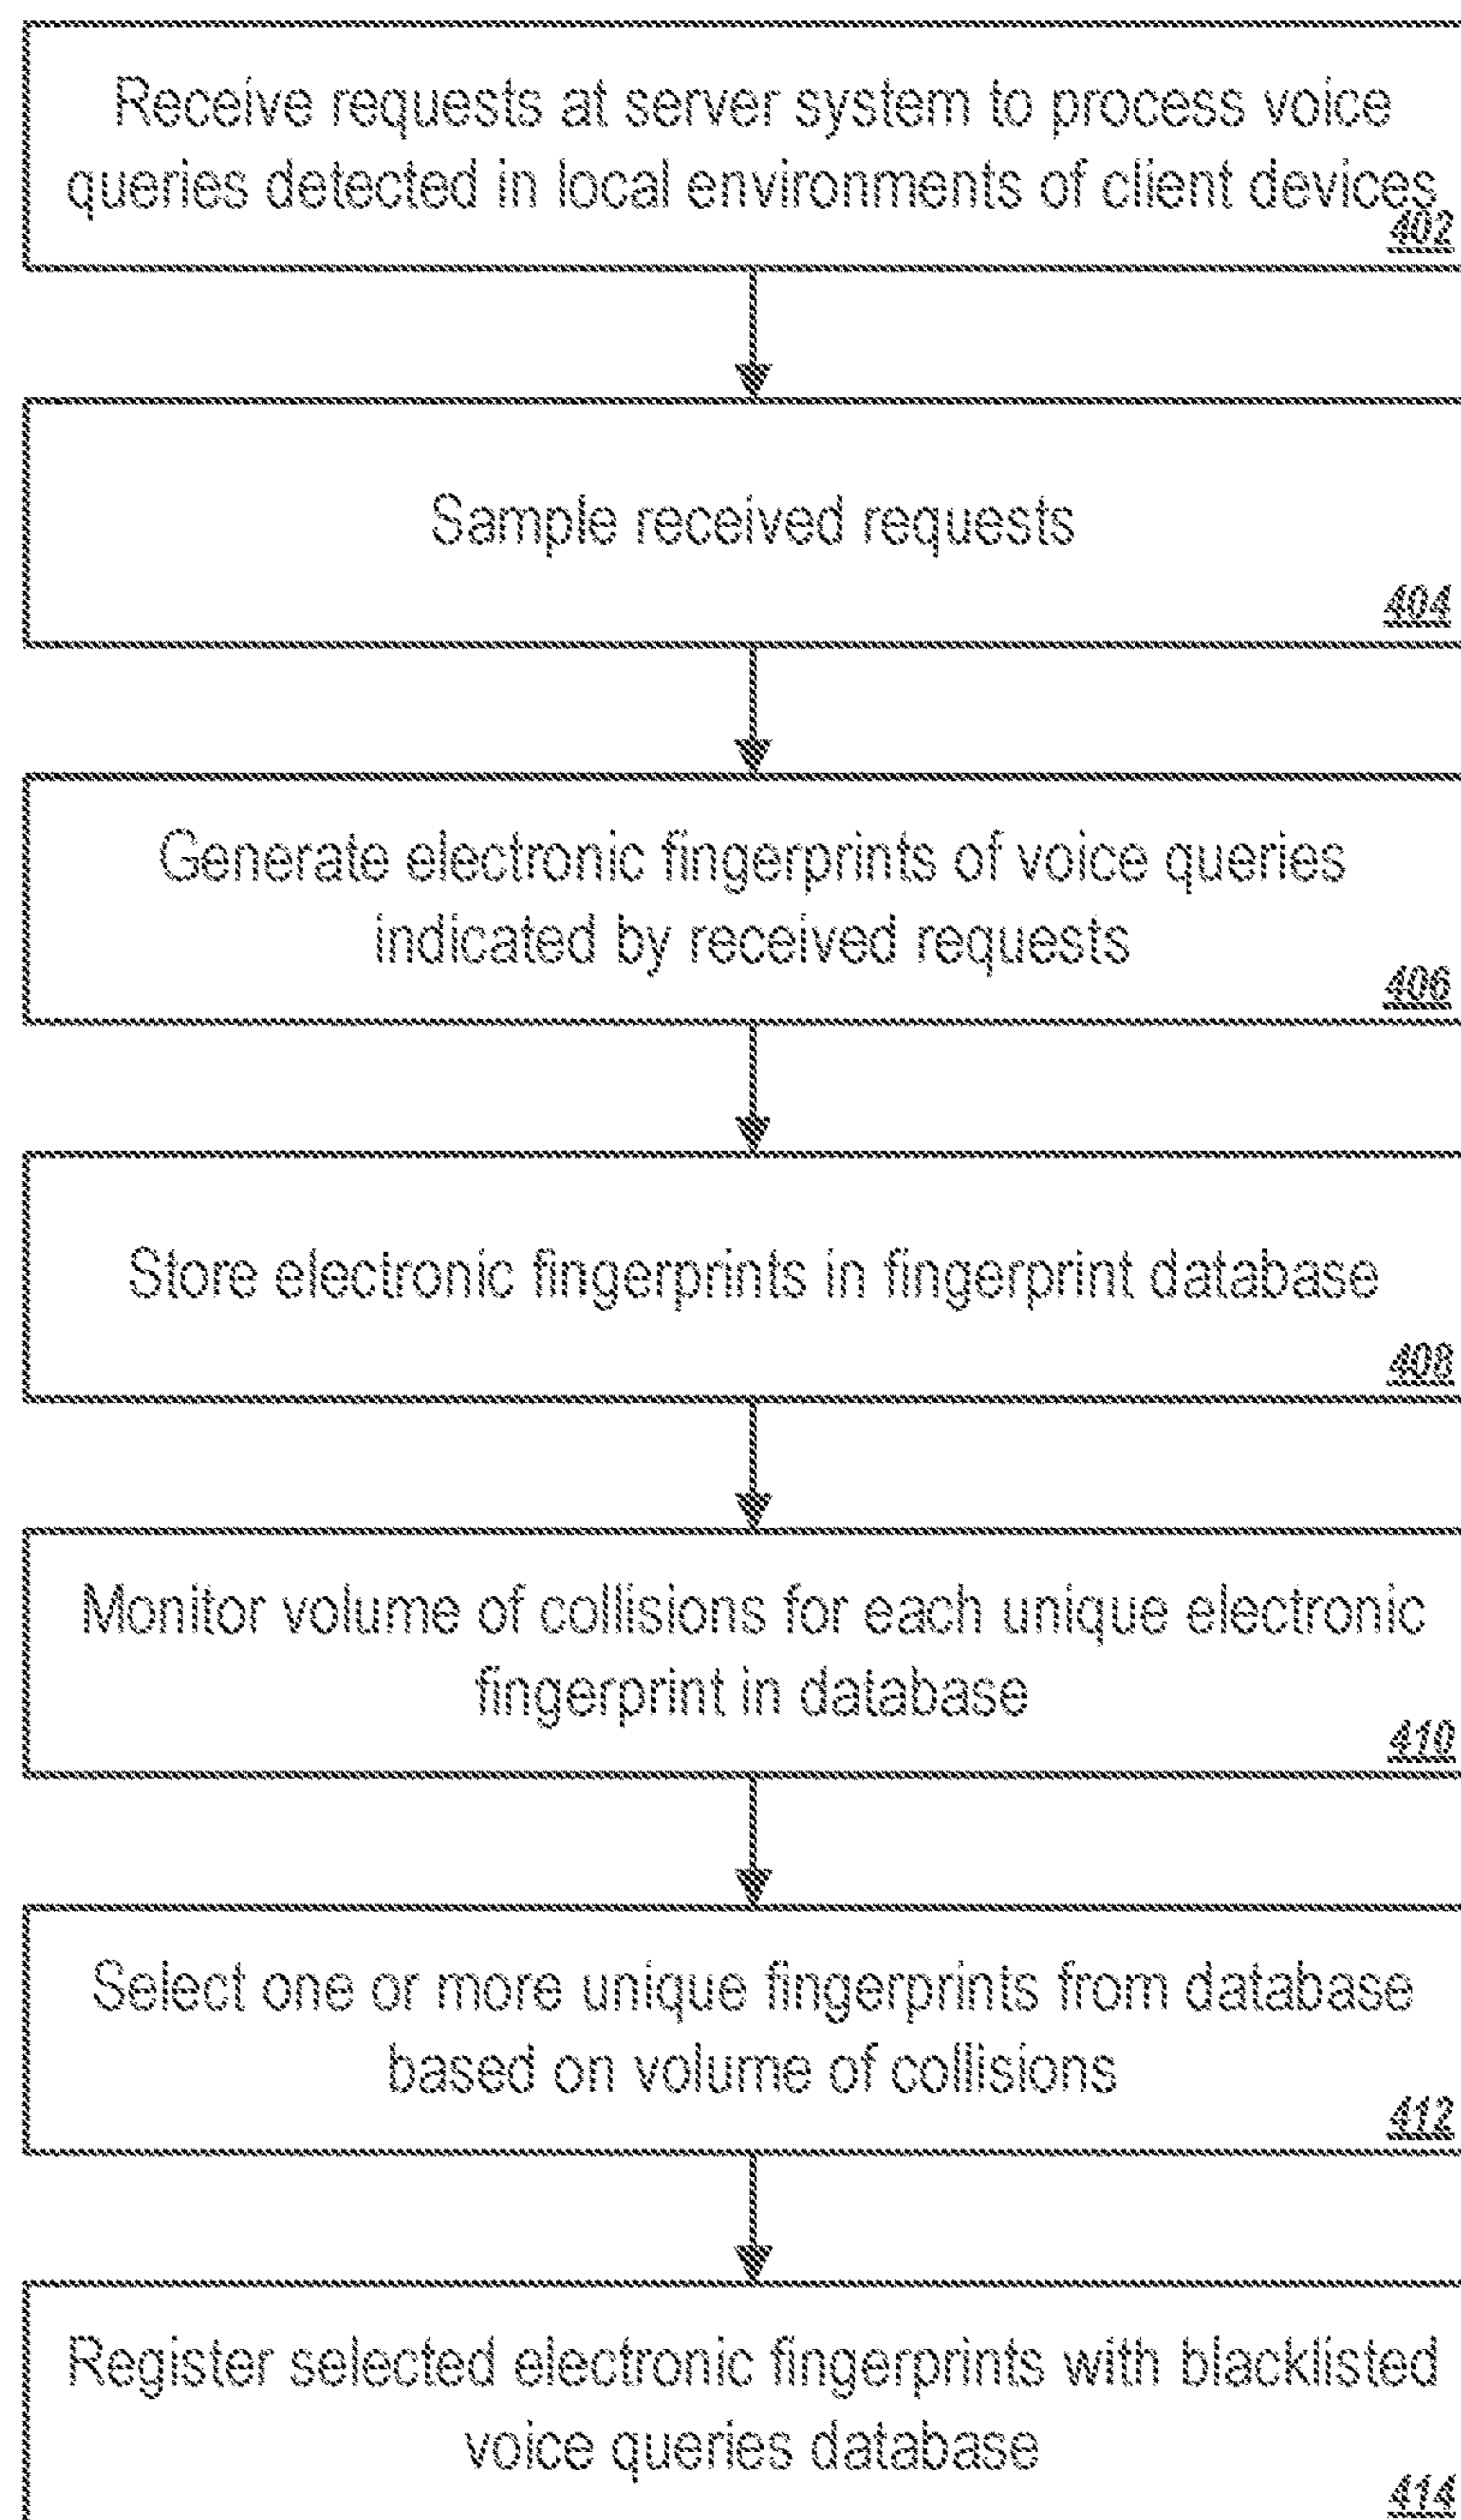 Receive requests at server system to process voice
queries detected in local environments of client devices
402
Sample received requests
404
Generate electronic fingerprints of voice queries
indicated by received requests
406
Store electronic fingerprints in fingerprint database
408
Monitor volume of collisions for each unique electronic
fingerprint in database
410
Select one or more unique fingerprints from database
based on volume of collisions
412
Register selected electronic fingerprints with blacklisted
voice queries database
414